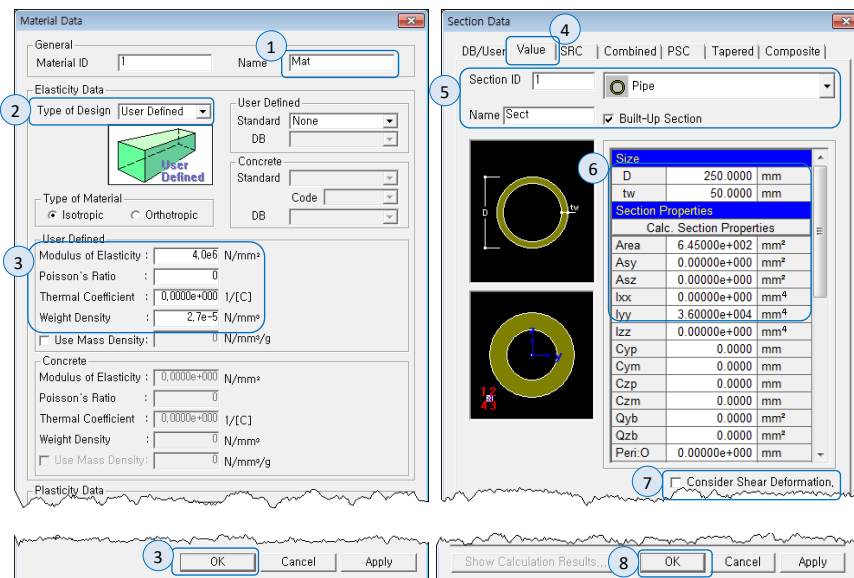 Material Data
General
Material ID 1 Name Mat
1
Elasticity Data
2
Type of Design User Defined
User Defined
User Defined
Standard None
DB
Concrete
Standard
Code
DB
Type of Material
Isotropic Orthotropic
User Defined
3
Modulus of Elasticity : 4,0e6 N/mm²
Poisson's Ratio : 0
Thermal Coefficient : 0,0000e+000 1/[C]
Weight Density : 2,7e-5 N/mm³
Use Mass Density: 0 N/mm³/g
Concrete
Modulus of Elasticity : 0,0000e+000 N/mm²
Poisson's Ratio : 0
Thermal Coefficient : 0,0000e+000 1/[C]
Weight Density : 0 N/mm³
Use Mass Density: 0 N/mm³/g
Plasticity Data
3
OK Cancel Apply
Section Data
4
DB/User Value SRC Combined PSC Tapered Composite
5
Section ID 1 Pipe
Name Sect Built-Up Section
D
tw
z
y
12
43
6
Size
D 250.0000 mm
tw 50.0000 mm
Section Properties
Calc. Section Properties
Area 6.45000e+002 mm²
Asy 0.00000e+000 mm²
Asz 0.00000e+000 mm²
Ixx 0.00000e+000 mm⁴
Iyy 3.60000e+004 mm⁴
Izz 0.00000e+000 mm⁴
Cyp 0.0000 mm
Cym 0.0000 mm
Czp 0.0000 mm
Czm 0.0000 mm
Qyb 0.0000 mm²
Qzb 0.0000 mm²
Peri:O 0.00000e+000 mm
7
Consider Shear Deformation,
Show Calculation Results...
8
OK Cancel Apply